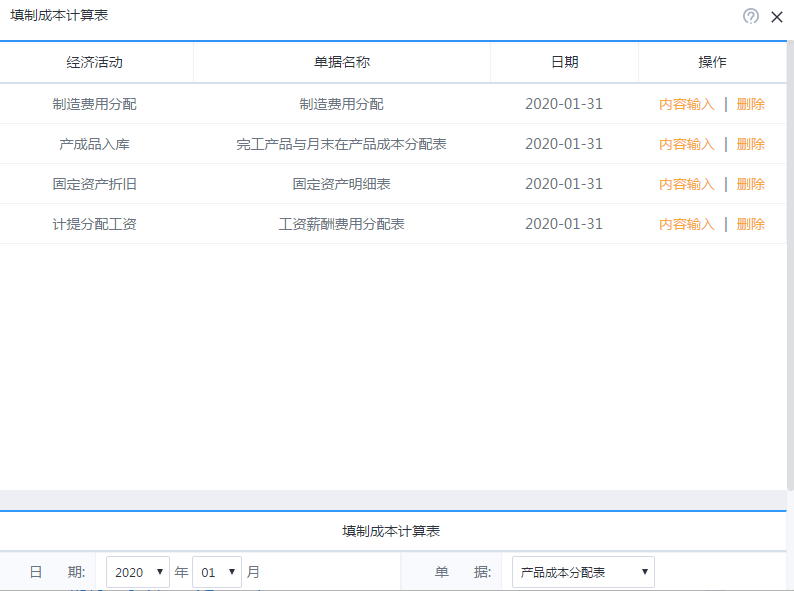 填制成本计算表
经济活动 单据名称 日期 操作
制造费用分配 制造费用分配 2020-01-31 内容输入 | 删除
产成品入库 完工产品与月末在产品成本分配表 2020-01-31 内容输入 | 删除
固定资产折旧 固定资产明细表 2020-01-31 内容输入 | 删除
计提分配工资 工资薪酬费用分配表 2020-01-31 内容输入 | 删除
填制成本计算表
日 期: 2020 年 01 月 单 据: 产品成本分配表